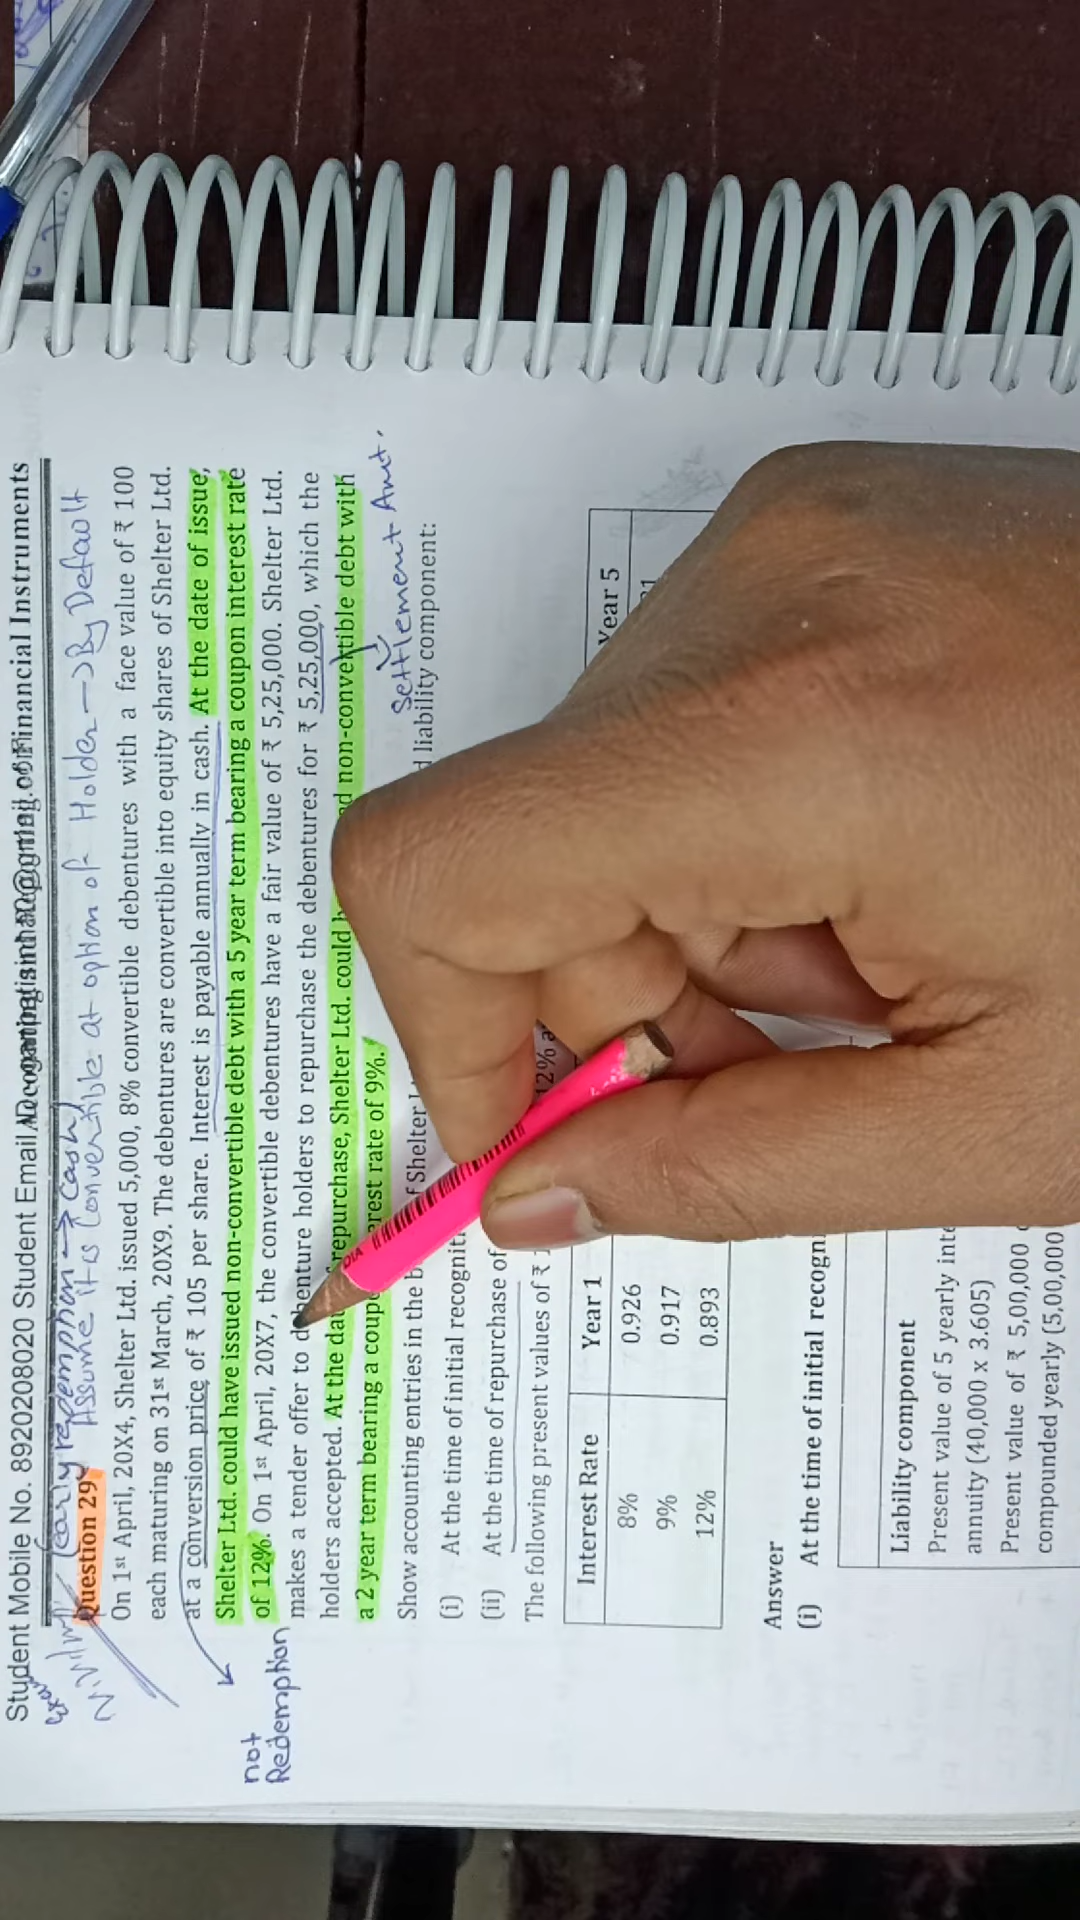 Student Mobile No. 8920208020 Student Email
of Financial Instruments
(early redemption → cash)
Question 29
Assume it is Convertible at option of Holder → By Default
On 1st April, 20X4, Shelter Ltd. issued 5,000, 8% convertible debentures with a face value of ₹ 100
each maturing on 31st March, 20X9. The debentures are convertible into equity shares of Shelter Ltd.
at a conversion price of ₹ 105 per share. Interest is payable annually in cash. At the date of issue,
Shelter Ltd. could have issued non-convertible debt with a 5 year term bearing a coupon interest rate
of 12%. On 1st April, 20X7, the convertible debentures have a fair value of ₹ 5,25,000. Shelter Ltd.
makes a tender offer to debenture holders to repurchase the debentures for ₹ 5,25,000, which the
holders accepted. At the repurchase, Shelter Ltd. could non-convertible debt with
a 2 year term bearing a rest rate of 9%.
not
Redemption
Settlement Amt.
Show accounting entries in the Shelter liability component:
(i) At the time of initial
(ii) At the time of repurchase of
The following present values of ₹ 12%
Interest Rate Year 1 Year 5
8% 0.926
9% 0.917
12% 0.893
Answer
(i) At the time of initial
Liability component
Present value of 5 yearly
annuity (40,000 x 3.605)
Present value of ₹ 5,00,000
compounded yearly (5,00,000